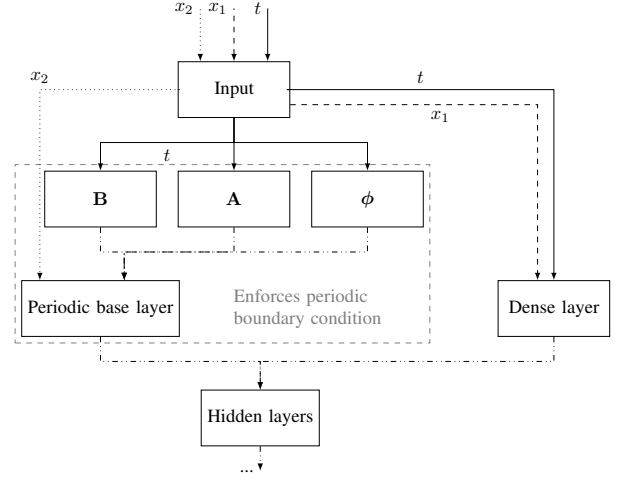 x₂ x₁ t
Input
x₂
t
x₁
t
B
A
ϕ
Periodic base layer
Enforces periodic
boundary condition
Dense layer
Hidden layers
...